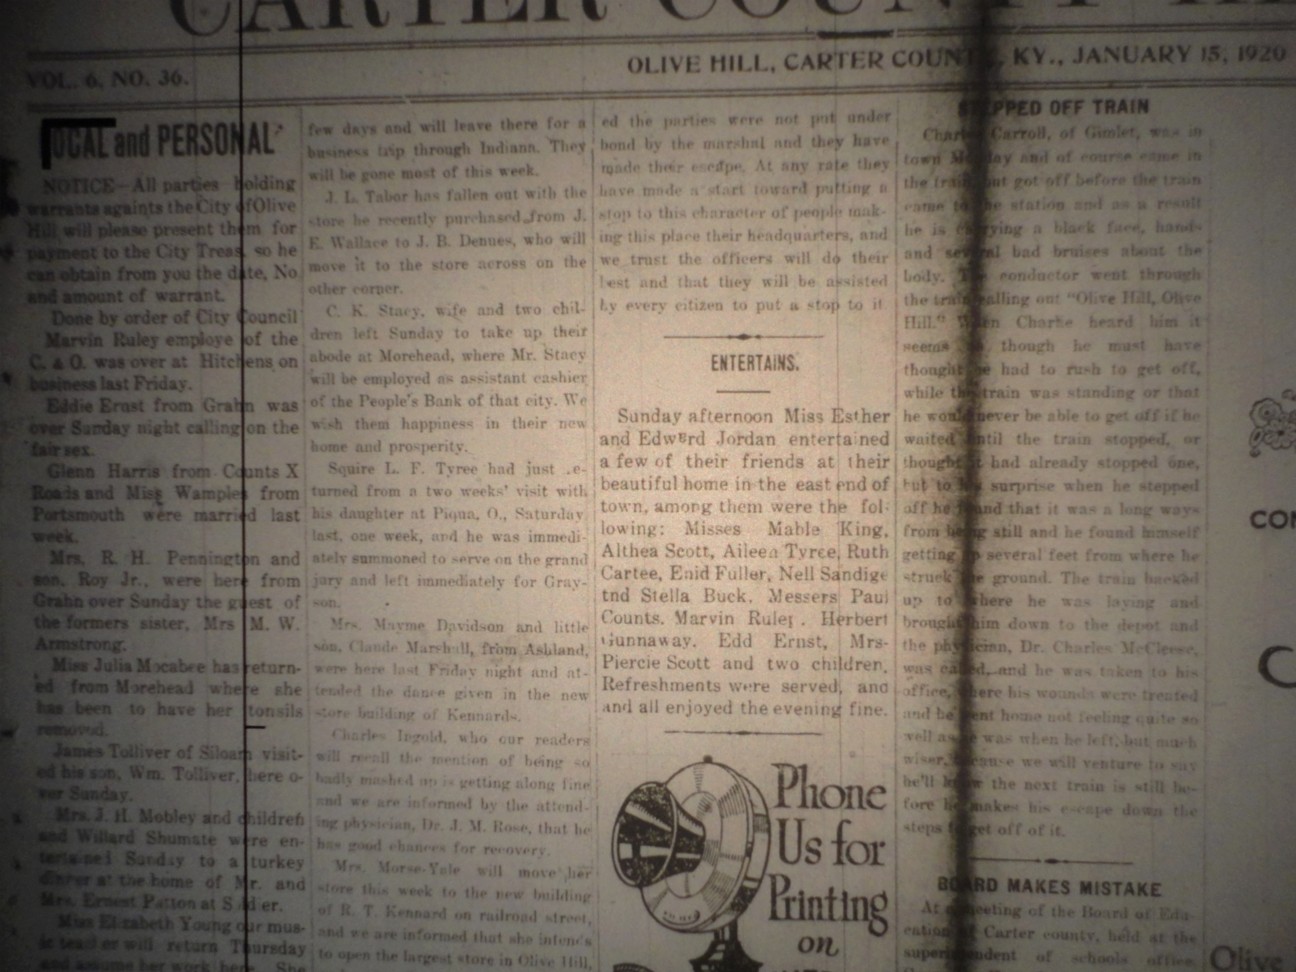 CARTER COUNTY
VOL. 6, NO. 36.
OLIVE HILL, CARTER COUNTY, KY., JANUARY 15, 1920
LOCAL and PERSONAL
NOTICE—All parties holding
warrants againts the City of Olive
Hill will please present them for
payment to the City Treas. so he
can obtain from you the date, No
and amount of warrant.
Done by order of City Council
Marvin Ruley employe of the
C. & O. was over at Hitchens on
business last Friday.
Eddie Ernst from Grahn was
over Sunday night calling on the
fair sex.
Glenn Harris from Counts X
Roads and Miss Wamples from
Portsmouth were married last
week.
Mrs. R. H. Pennington and
son, Roy Jr., were here from
Grahn over Sunday the guest of
the formers sister, Mrs M. W.
Armstrong.
Miss Julia Mocabee has return-
ed from Morehead where she
has been to have her tonsils
removed.
James Tolliver of Siloam visit-
ed his son, Wm. Tolliver, here o-
ver Sunday.
Mrs. J. H. Mobley and children
and Willard Shumate were en-
tertained Sunday to a turkey
dinner at the home of Mr. and
Mrs. Ernest Patton at Soldier.
Miss Elizabeth Young our mus-
ic teacher will return Thursday
and assume her work here. She
few days and will leave there for a
business trip through Indiana. They
will be gone most of this week.
J. L. Tabor has fallen out with the
store he recently purchased from J.
E. Wallace to J. B. Denues, who will
move it to the store across on the
other corner.
C. K. Stacy, wife and two chil-
dren left Sunday to take up their
abode at Morehead, where Mr. Stacy
will be employed as assistant cashier
of the People's Bank of that city. We
wish them happiness in their new
home and prosperity.
Squire L. F. Tyree had just re-
turned from a two weeks' visit with
his daughter at Piqua, O., Saturday
last, one week, and he was immedi-
ately summoned to serve on the grand
jury and left immediately for Gray-
son.
Mrs. Mayme Davidson and little
son, Claude Marshall, from Ashland,
were here last Friday night and at-
tended the dance given in the new
store building of Kennards.
Charles Ingold, who our readers
will recall the mention of being so
badly mashed up is getting along fine
and we are informed by the attend-
ing physician, Dr. J. M. Rose, that he
has good chances for recovery.
Mrs. Morse-Yule will move her
store this week to the new building
of R. T. Kennard on railroad street,
and we are informed that she intends
to open the largest store in Olive Hill,
ed the parties were not put under
bond by the marshal and they have
made their escape. At any rate they
have made a start toward putting a
stop to this character of people mak-
ing this place their headquarters, and
we trust the officers will do their
best and that they will be assisted
by every citizen to put a stop to it
ENTERTAINS.
Sunday afternoon Miss Esther
and Edwerd Jordan entertained
a few of their friends at their
beautiful home in the east end of
town, among them were the fol-
lowing: Misses Mable King,
Althea Scott, Aileen Tyree, Ruth
Cartee, Enid Fuller, Nell Sandige
tnd Stella Buck. Messers Paul
Counts. Marvin Ruley. Herbert
Gunnaway. Edd Ernst, Mrs-
Piercie Scott and two children.
Refreshments were served, and
and all enjoyed the evening fine.
Phone
Us for
Printing
on
STEPPED OFF TRAIN
Charles Carroll, of Gimlet, was in
town Monday and of course came in
the train but got off before the train
came to the station and as a result
he is carrying a black face, hands
and several bad bruises about the
body. The conductor went through
the train calling out "Olive Hill, Olive
Hill." When Charlie heard him it
seems as though he must have
thought he had to rush to get off,
while the train was standing or that
he would never be able to get off if he
waited until the train stopped, or
thought it had already stopped one,
but to his surprise when he stepped
off he found that it was a long ways
from being still and he found himself
getting up several feet from where he
struck the ground. The train backed
up to where he was laying and
brought him down to the depot and
the physician, Dr. Charles McCleese,
was called, and he was taken to his
office, where his wounds were treated
and he went home not feeling quite so
well as he was when he left, but much
wiser, because we will venture to say
he'll know the next train is still be-
fore he makes his escape down the
steps to get off of it.
BOARD MAKES MISTAKE
At a meeting of the Board of Edu-
cation of Carter county, held at the
superintendent of schools office,
CO
C
Olive